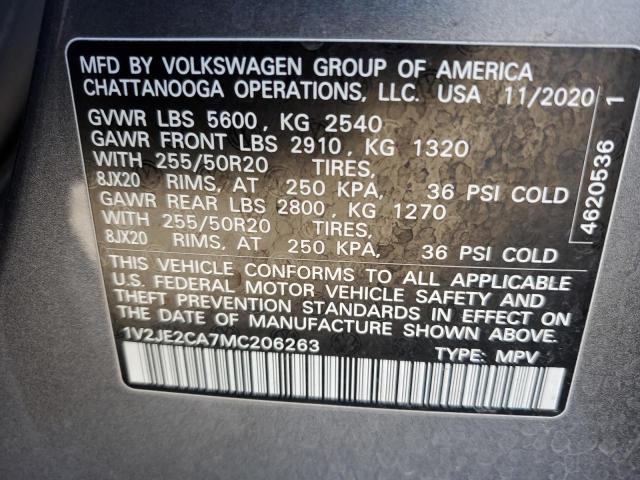 MFD BY VOLKSWAGEN GROUP OF AMERICA
CHATTANOOGA OPERATIONS, LLC. USA 11/2020
GVWR LBS 5600, KG 2540
GAWR FRONT LBS 2910, KG 1320
WITH 255/50R20 TIRES,
8JX20 RIMS, AT 250 KPA, 36 PSI COLD
GAWR REAR LBS 2800, KG 1270
WITH 255/50R20 TIRES,
8JX20 RIMS, AT 250 KPA, 36 PSI COLD
THIS VEHICLE CONFORMS TO ALL APPLICABLE
U.S. FEDERAL MOTOR VEHICLE SAFETY AND
THEFT PREVENTION STANDARDS IN EFFECT ON
THE DATE OF MANUFACTURE SHOWN ABOVE.
1V2JE2CA7MC206263 TYPE: MPV
4620536 1